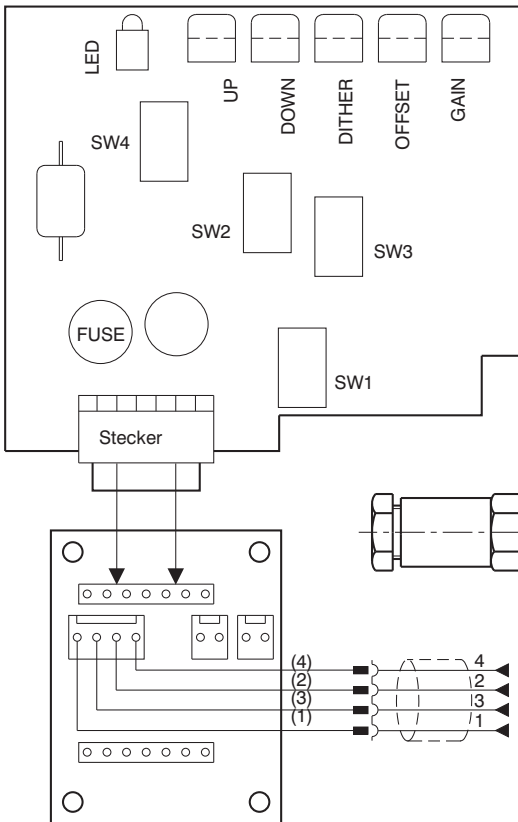 LED
UP
DOWN
DITHER
OFFSET
GAIN
SW4
SW2
SW3
FUSE
SW1
Stecker
(4) 4
(2) 2
(3) 3
(1) 1